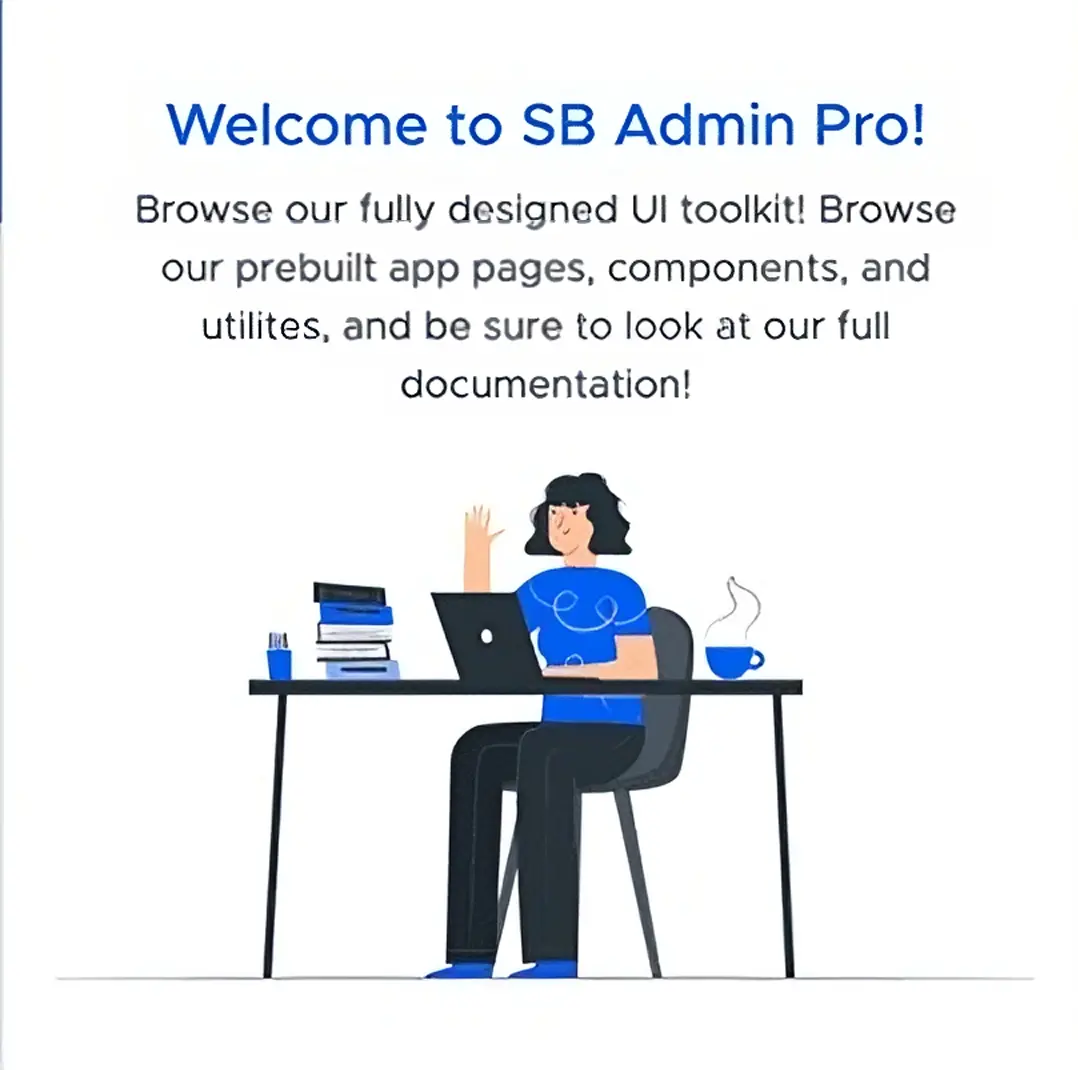 Welcome to SB Admin Pro!
Browse our fully designed UI toolkit! Browse
our prebuilt app pages, components, and
utilites, and be sure to look at our full
documentation!